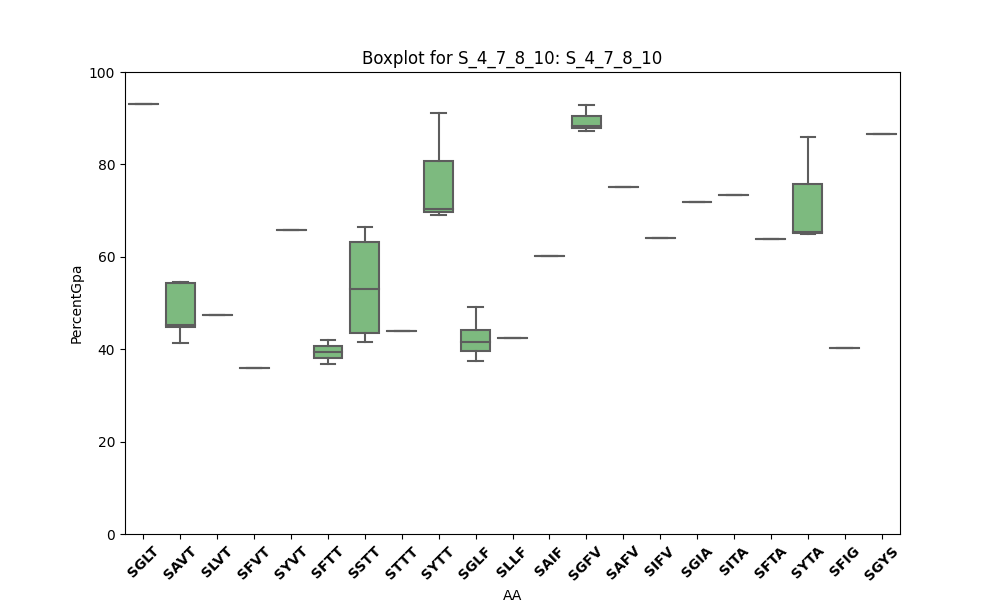 Boxplot for S_4_7_8_10: S_4_7_8_10
PercentGpa
100
80
60
40
20
0
SGLT SAVT SLVT SFVT SYVT SFTT SSTT STTT SYTT SGLF SLLF SAIF SGFV SAFV SIFV SGIA SITA SFTA SYTA SFIG SGYS
AA